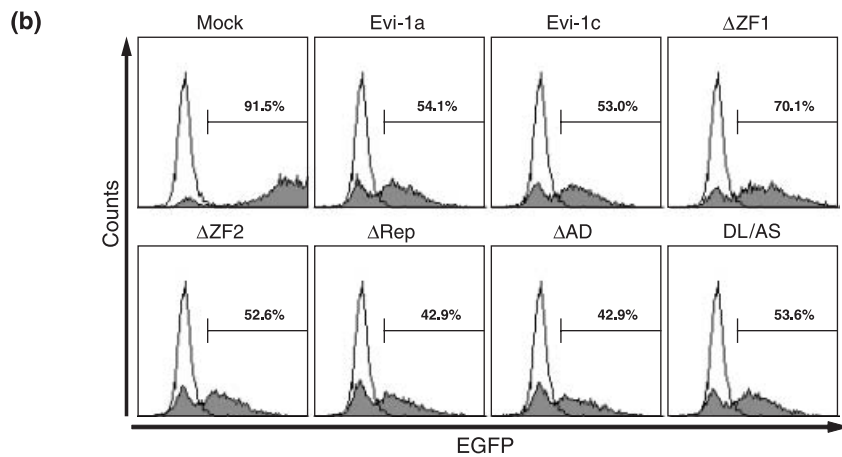 (b)
Mock Evi-1a Evi-1c ΔZF1
91.5% 54.1% 53.0% 70.1%
ΔZF2 ΔRep ΔAD DL/AS
52.6% 42.9% 42.9% 53.6%
Counts
EGFP